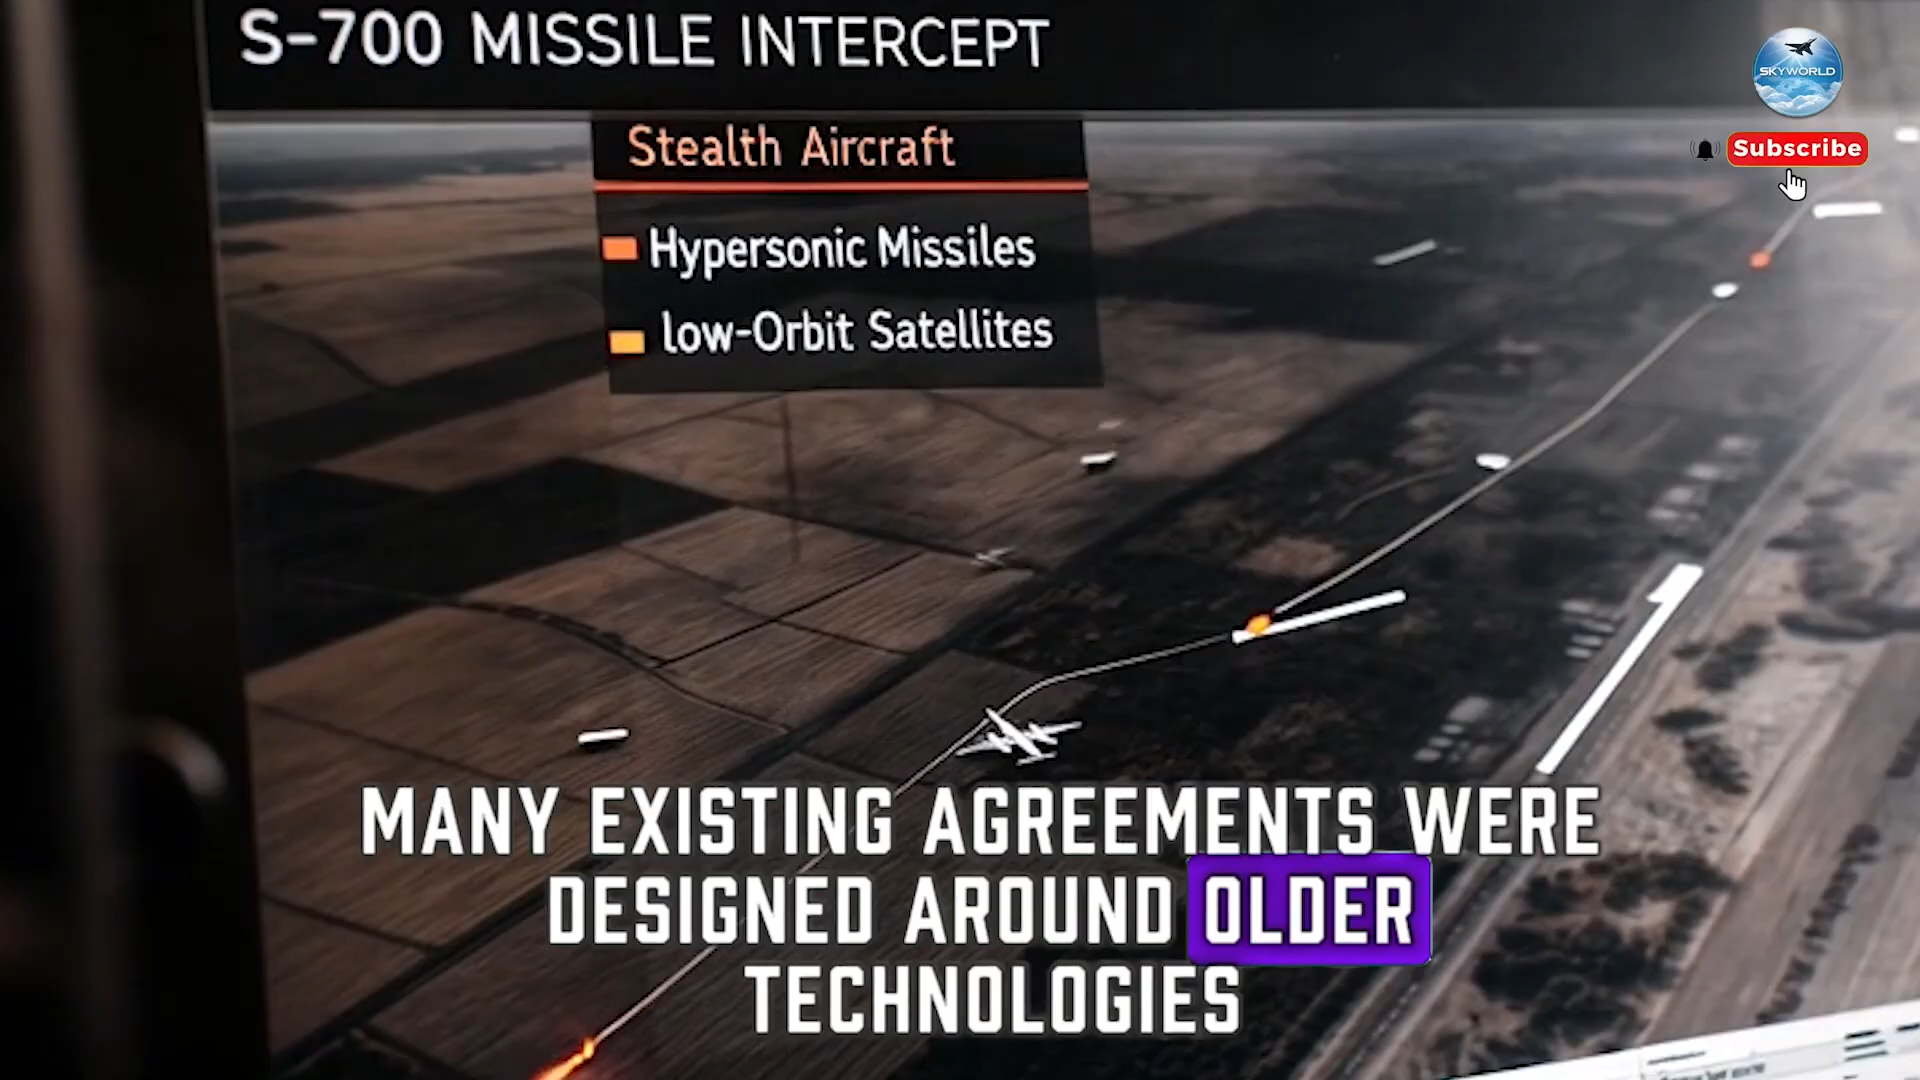 S-700 MISSILE INTERCEPT
SKYWORLD
Subscribe
Stealth Aircraft
Hypersonic Missiles
low-Orbit Satellites
MANY EXISTING AGREEMENTS WERE
DESIGNED AROUND OLDER
TECHNOLOGIES